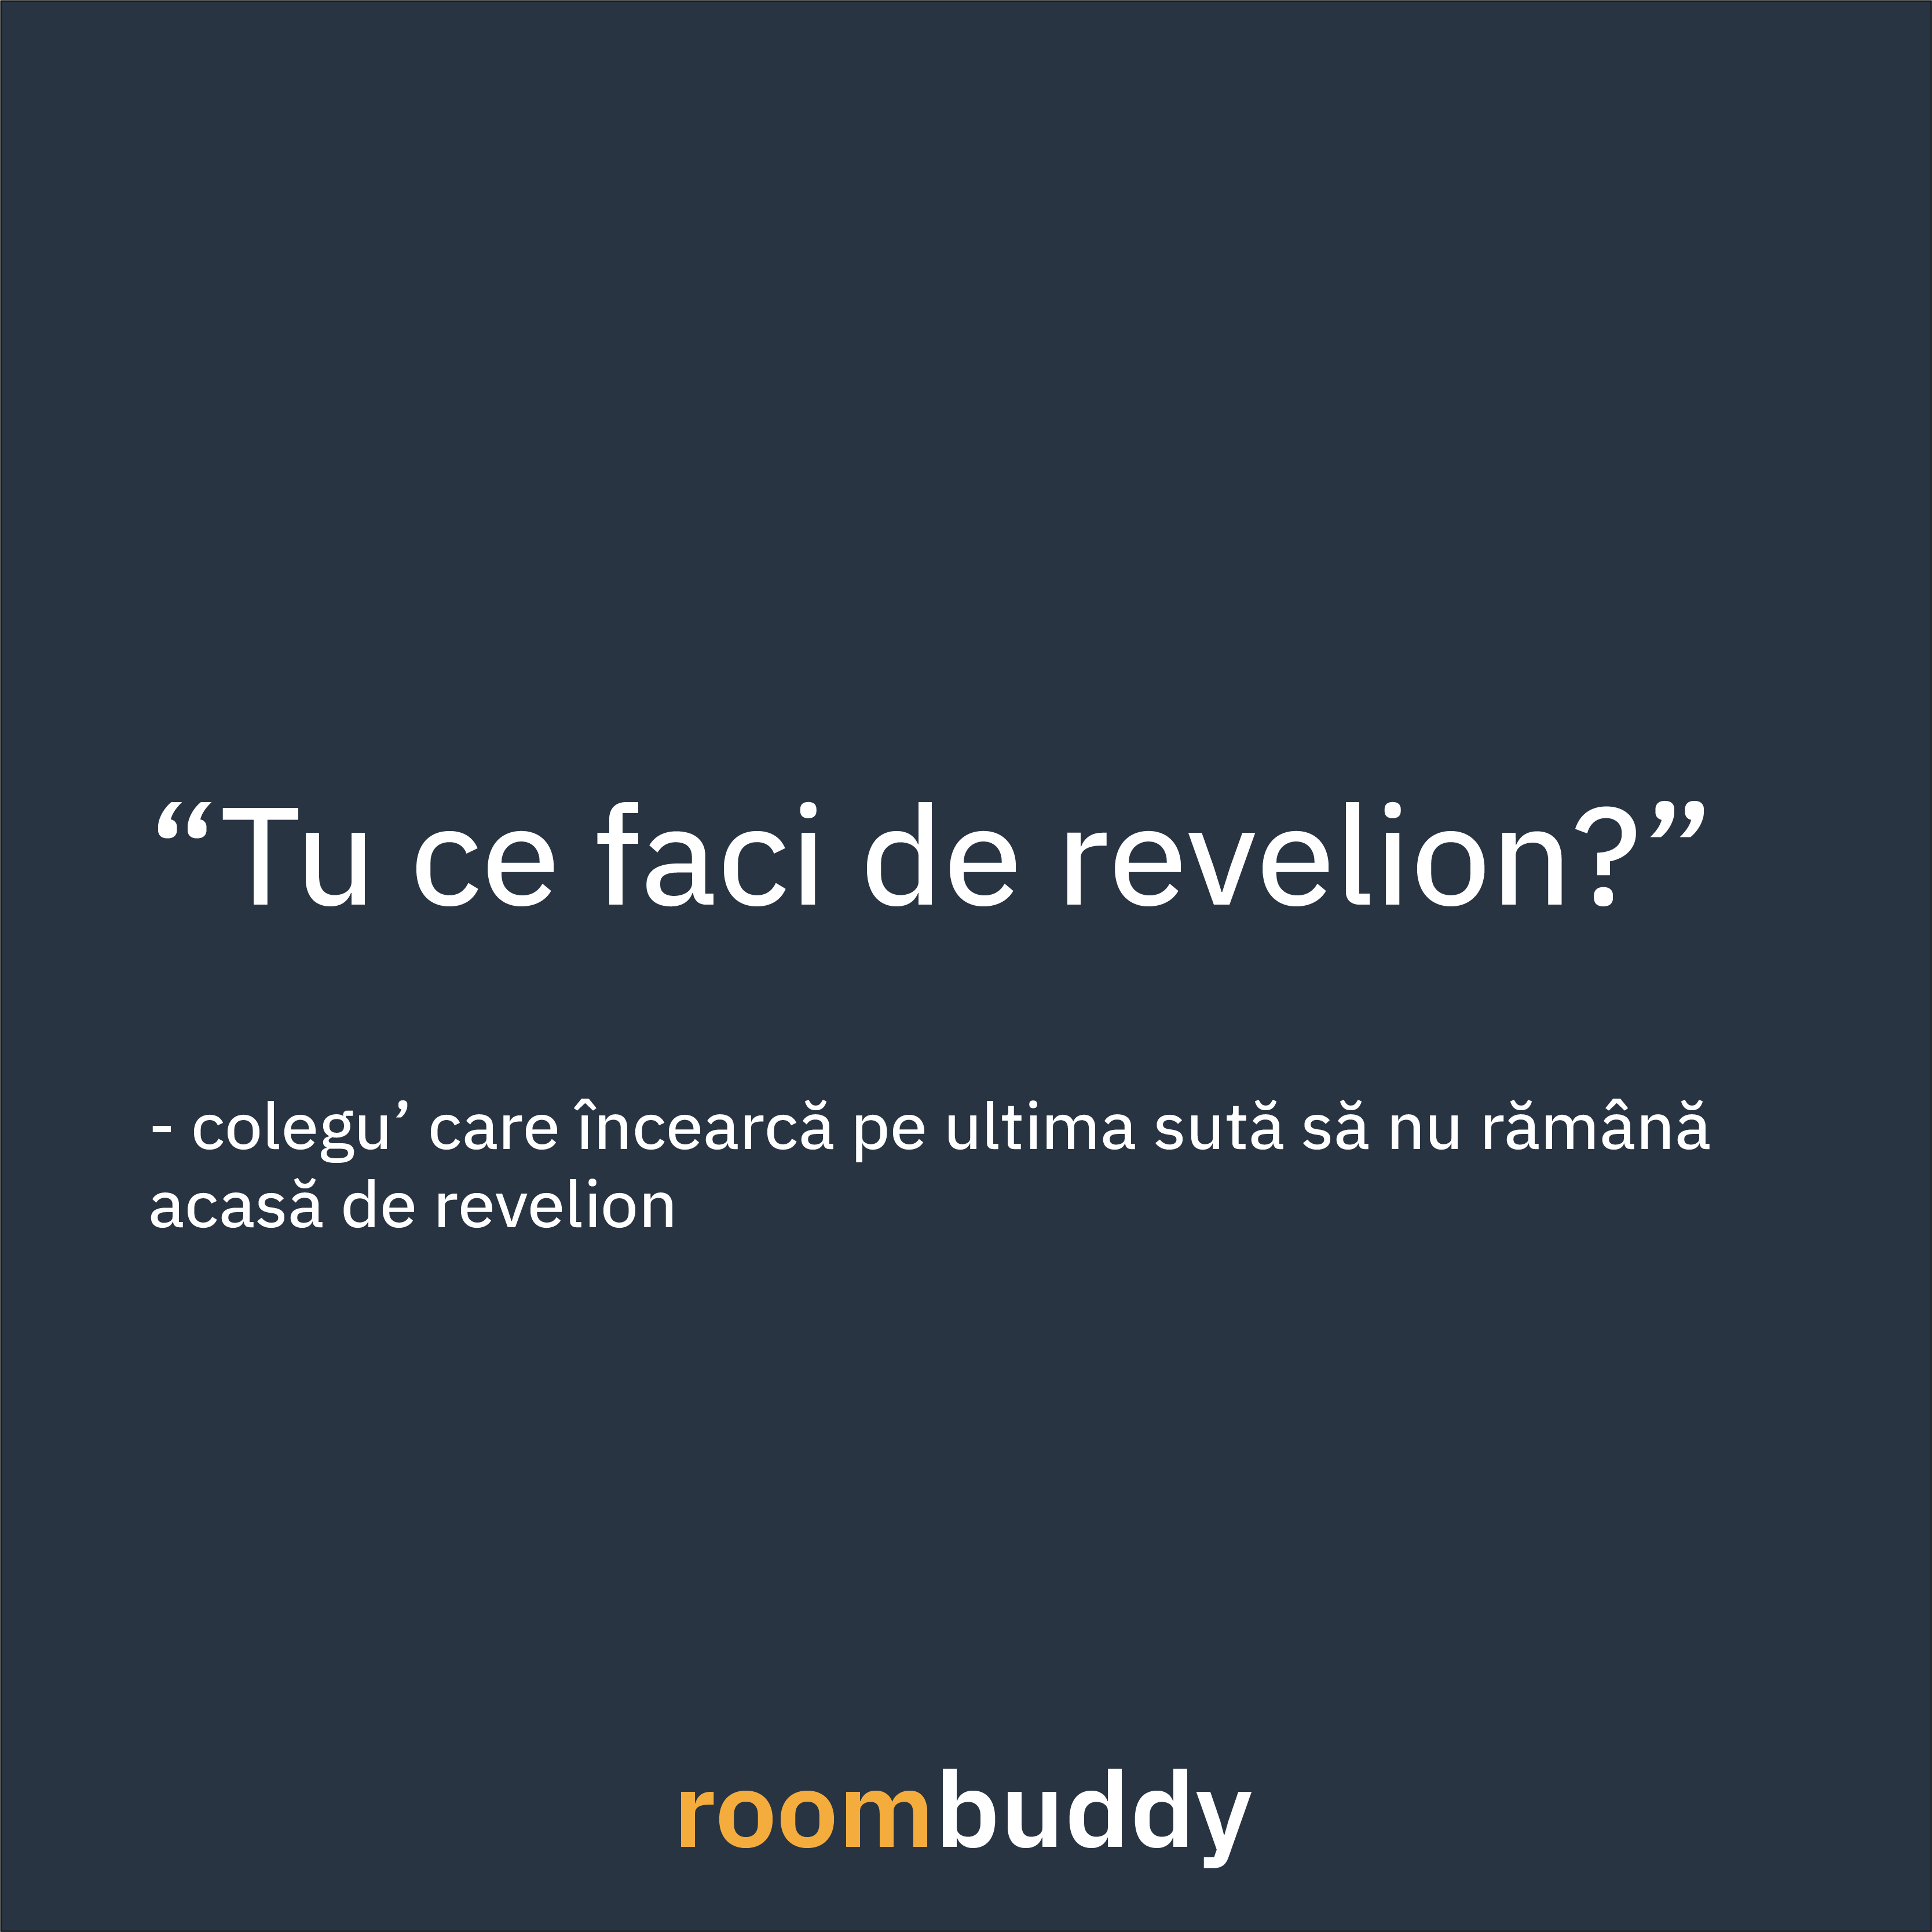 “Tu ce faci de revelion?”
- colegu’ care încearcă pe ultima sută să nu rămână
acasă de revelion
roombuddy